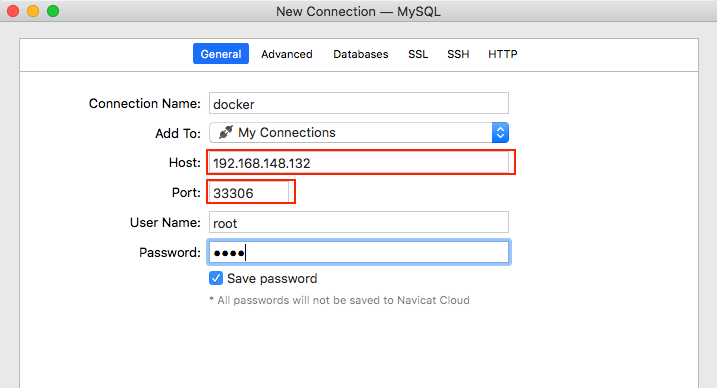 New Connection — MySQL
General Advanced Databases SSL SSH HTTP
Connection Name: docker
Add To: My Connections
Host: 192.168.148.132
Port: 33306
User Name: root
Password: ••••
Save password
* All passwords will not be saved to Navicat Cloud